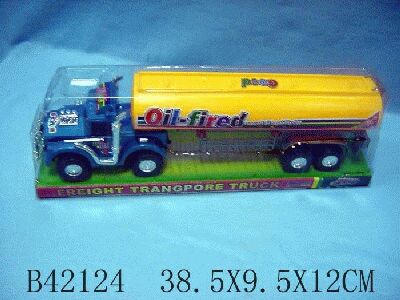 Oil-fired
FREIGHT TRANGPORE TRUCK
B42124 38.5X9.5X12CM